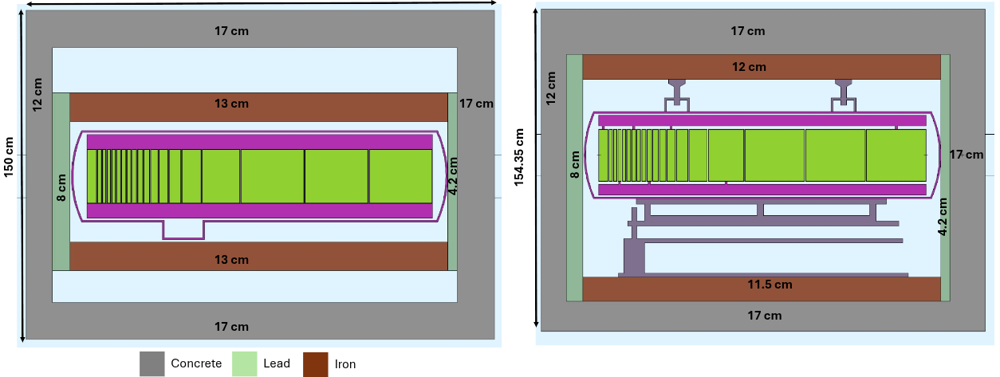 17 cm
12 cm
13 cm
17 cm
150 cm
8 cm
4.2 cm
13 cm
17 cm
17 cm
12 cm
12 cm
154.35 cm
8 cm
17 cm
4.2 cm
11.5 cm
17 cm
Concrete
Lead
Iron